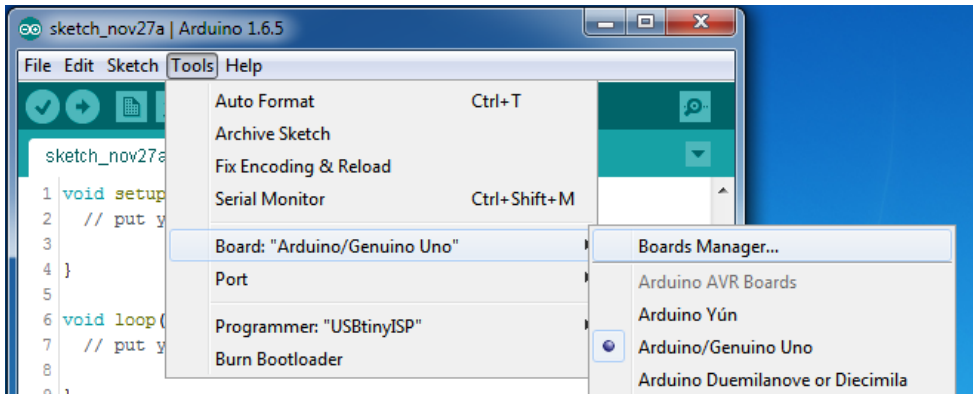 sketch_nov27a | Arduino 1.6.5
File Edit Sketch Tools Help
Auto Format Ctrl+T
Archive Sketch
sketch_nov27a
Fix Encoding & Reload
1 void setup
Serial Monitor Ctrl+Shift+M
2 // put y
3
Board: "Arduino/Genuino Uno"
Boards Manager...
4 }
Port
Arduino AVR Boards
5
6 void loop(
Programmer: "USBtinyISP"
Arduino Yún
7 // put y
Burn Bootloader
Arduino/Genuino Uno
8
Arduino Duemilanove or Diecimila